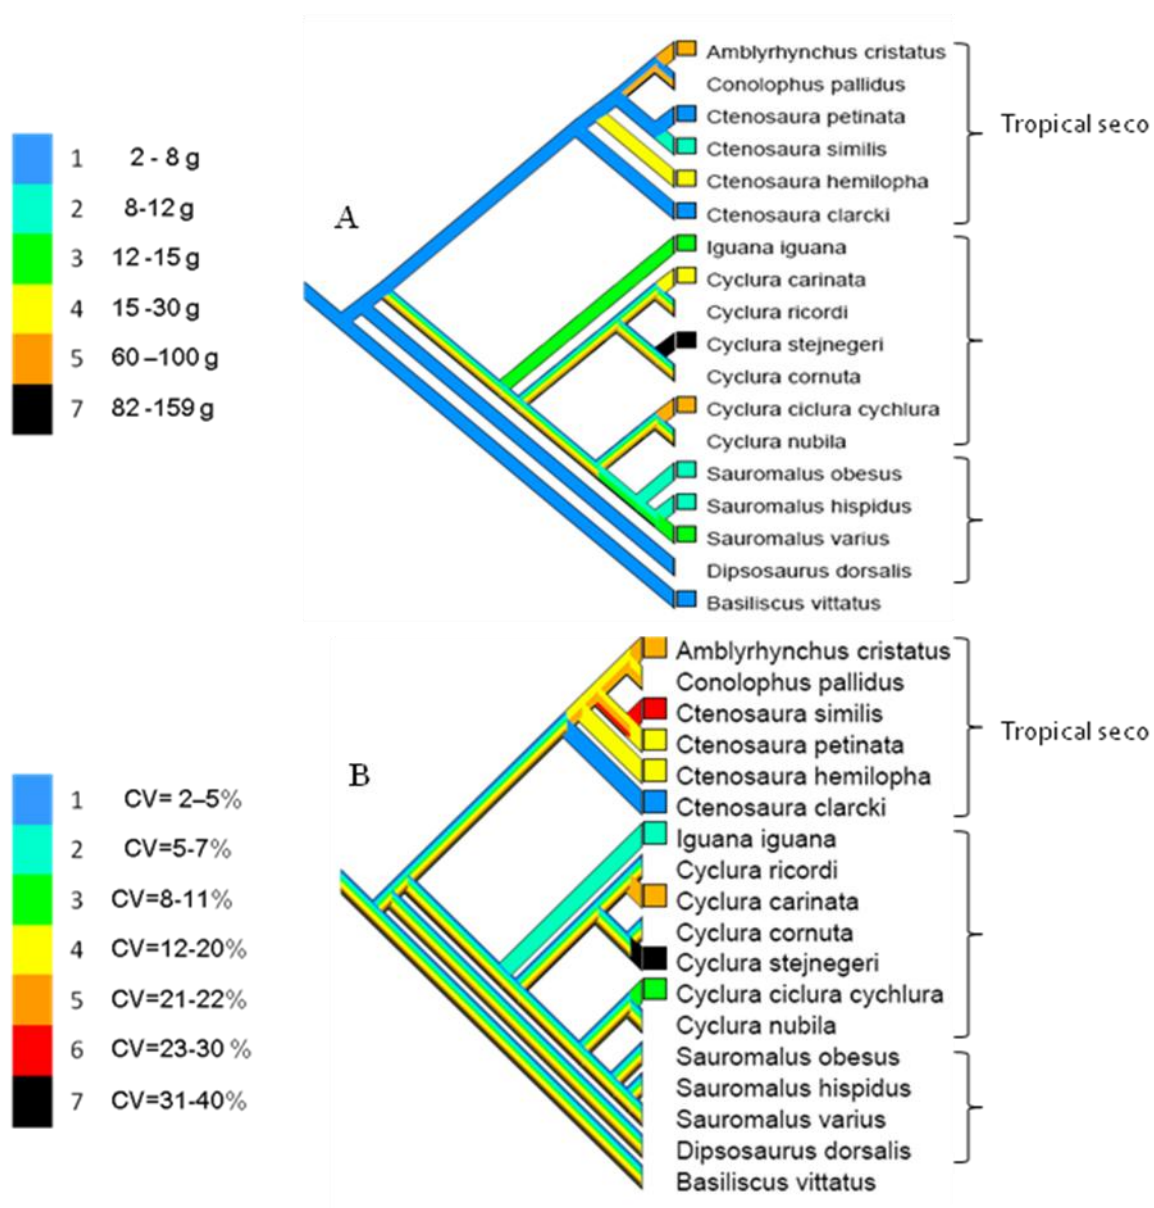 Amblyrhynchus cristatus
Conolophus pallidus
Ctenosaura petinata
Tropical seco
1 2 - 8 g
Ctenosaura similis
Ctenosaura hemilopha
2 8-12 g
A
Ctenosaura clarcki
Iguana iguana
3 12 -15 g
Cyclura carinata
4 15 -30 g
Cyclura ricordi
Cyclura stejnegeri
5 60 –100 g
Cyclura cornuta
7 82 -159 g
Cyclura ciclura cychlura
Cyclura nubila
Sauromalus obesus
Sauromalus hispidus
Sauromalus varius
Dipsosaurus dorsalis
Basiliscus vittatus
Amblyrhynchus cristatus
Conolophus pallidus
Ctenosaura similis
Tropical seco
Ctenosaura petinata
B
Ctenosaura hemilopha
1 CV= 2–5%
Ctenosaura clarcki
Iguana iguana
2 CV=5-7%
Cyclura ricordi
3 CV=8-11%
Cyclura carinata
Cyclura cornuta
4 CV=12-20%
Cyclura stejnegeri
Cyclura ciclura cychlura
5 CV=21-22%
Cyclura nubila
6 CV=23-30 %
Sauromalus obesus
Sauromalus hispidus
7 CV=31-40%
Sauromalus varius
Dipsosaurus dorsalis
Basiliscus vittatus